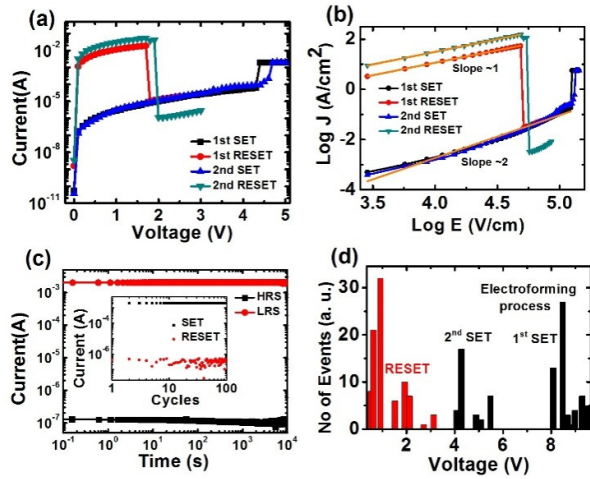 (a)
10^-2
10^-5
10^-8
10^-11
Current(A)
0 1 2 3 4 5
Voltage (V)
1st SET
1st RESET
2nd SET
2nd RESET
(b)
2
0
-2
-4
Log J (A/cm^2)
3.5 4.0 4.5 5.0
Log E (V/cm)
Slope ~1
1st SET
1st RESET
2nd SET
2nd RESET
Slope ~2
(c)
10^-3
10^-4
10^-5
10^-6
10^-7
Current(A)
10^-1 10^0 10^1 10^2 10^3 10^4
Time (s)
HRS
LRS
Current (A)
10^-4
10^-6
SET
RESET
1 10 100
Cycles
(d)
30
20
10
0
No of Events (a. u.)
2 4 6 8
Voltage (V)
Electroforming
process
2nd SET
1st SET
RESET